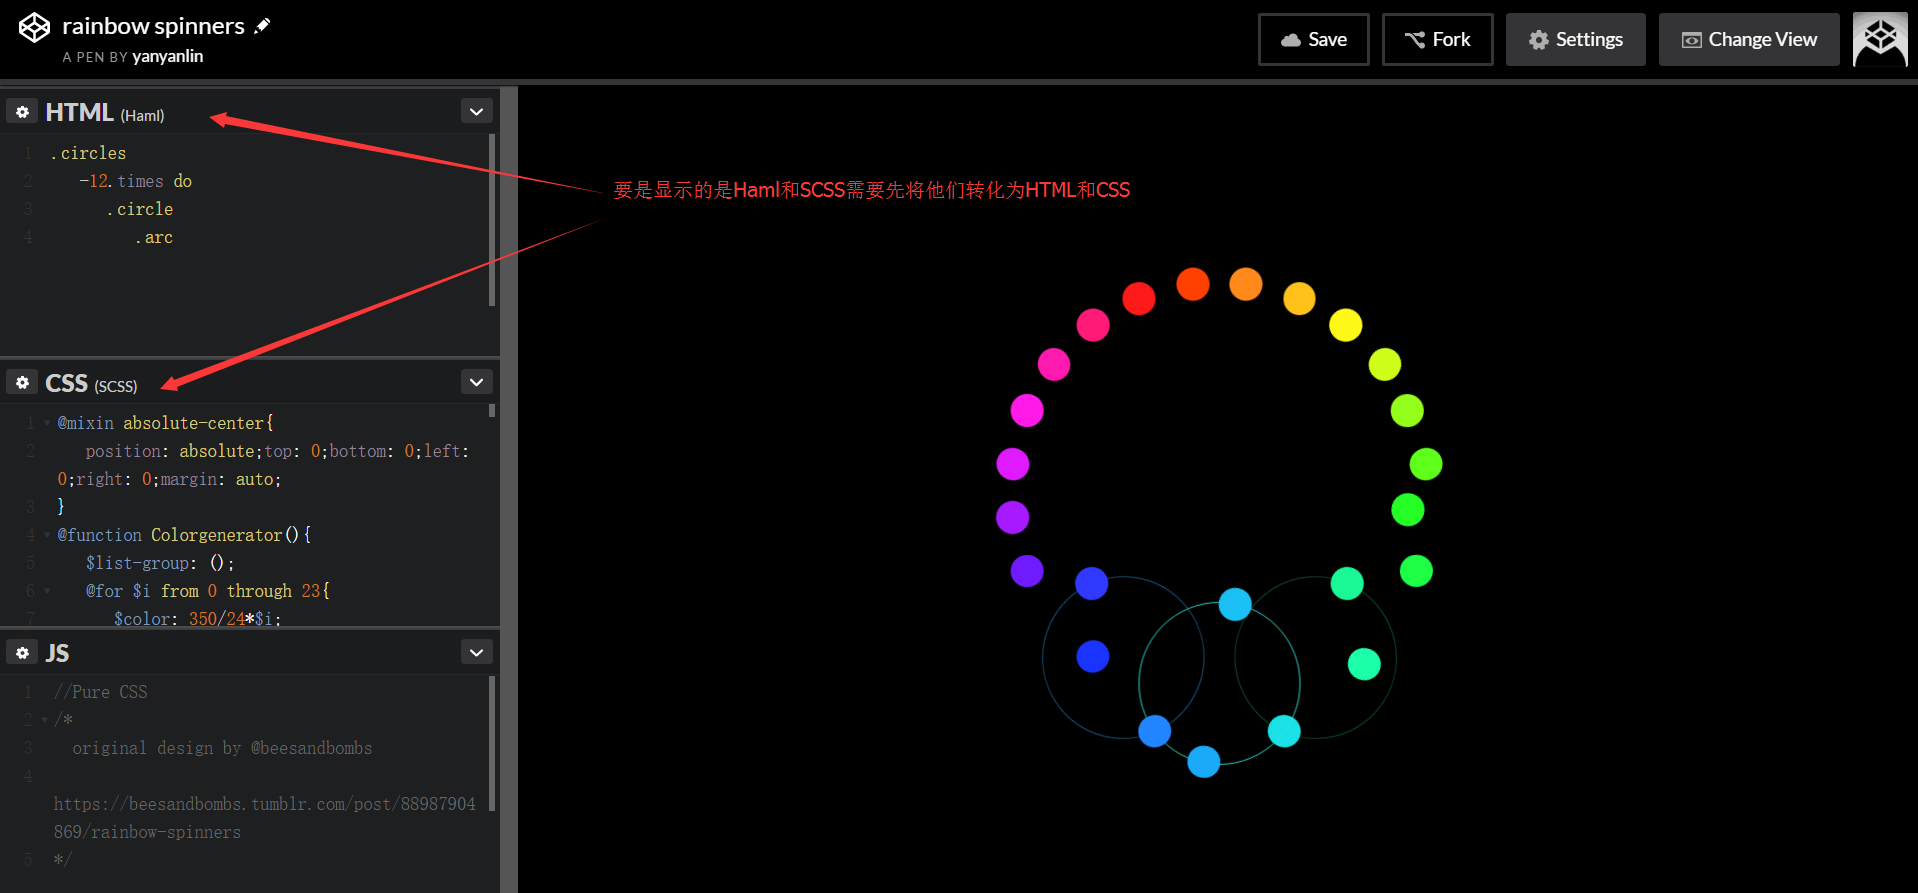 rainbow spinners
A PEN BY yanyanlin
Save
Fork
Settings
Change View
HTML (Haml)
1 .circles
2 -12.times do
3 .circle
4 .arc
要是显示的是Haml和SCSS需要先将他们转化为HTML和CSS
CSS (SCSS)
1 @mixin absolute-center{
2 position: absolute;top: 0;bottom: 0;left:
0;right: 0;margin: auto;
3 }
4 @function Colorgenerator(){
5 $list-group: ();
6 @for $i from 0 through 23{
7 $color: 350/24*$i;
JS
1 //Pure CSS
2 /*
3 original design by @beesandbombs
4
https://beesandbombs.tumblr.com/post/88987904
869/rainbow-spinners
5 */